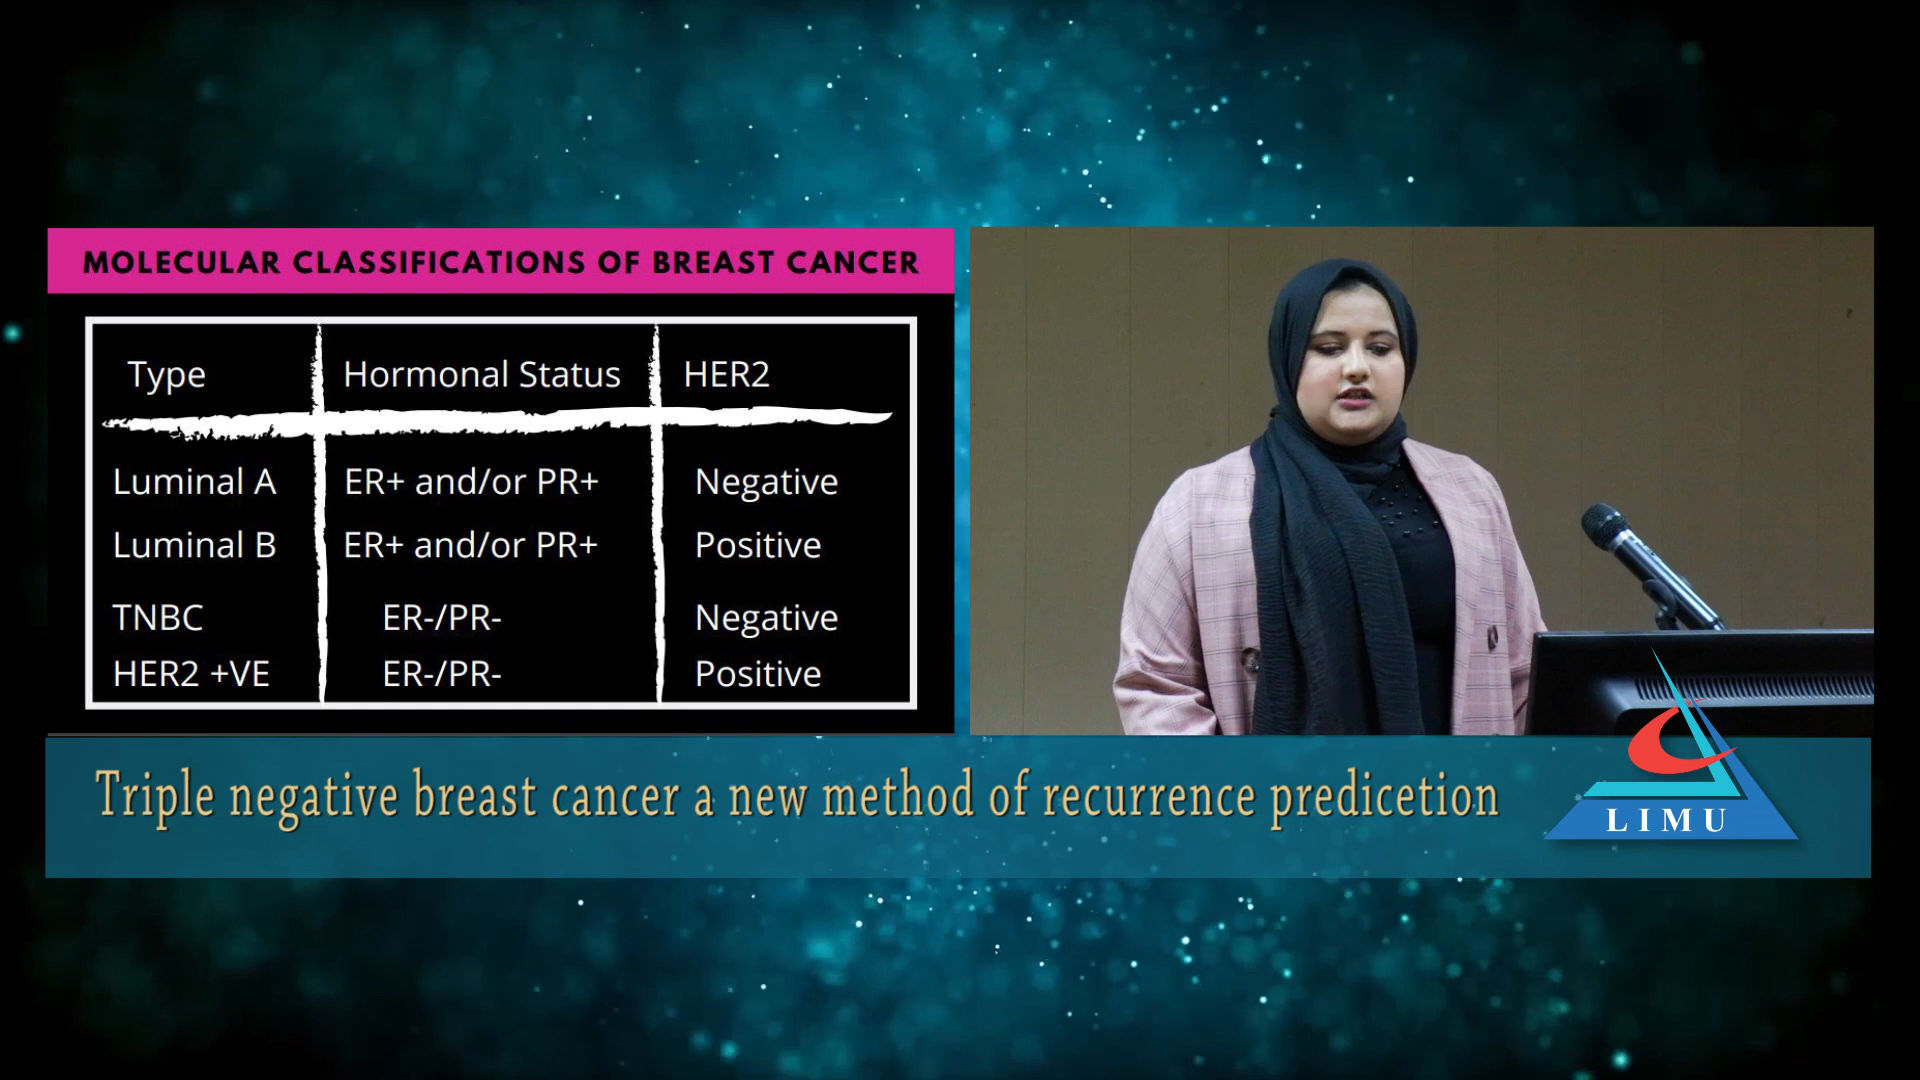 MOLECULAR CLASSIFICATIONS OF BREAST CANCER
Type Hormonal Status HER2
Luminal A ER+ and/or PR+ Negative
Luminal B ER+ and/or PR+ Positive
TNBC ER-/PR- Negative
HER2 +VE ER-/PR- Positive
Triple negative breast cancer a new method of recurrence predicetion
LIMU